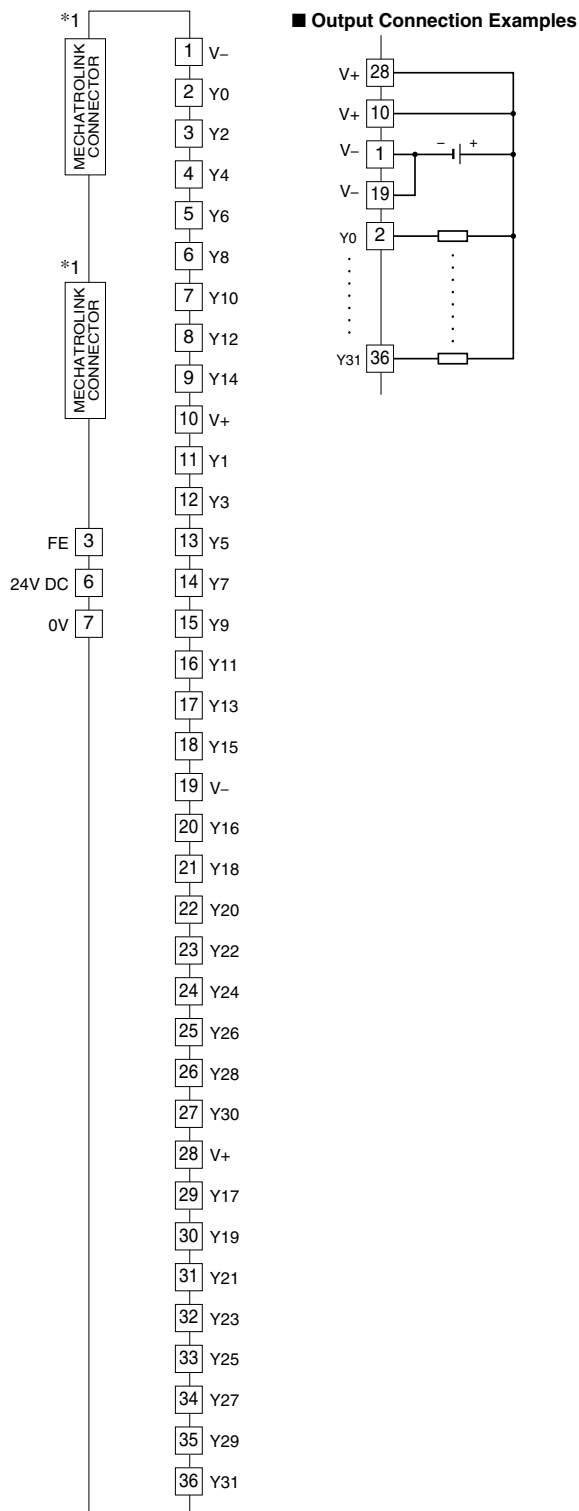 *1
MECHATROLINK
CONNECTOR
*1
MECHATROLINK
CONNECTOR
FE 3
24V DC 6
0V 7
1 V–
2 Y0
3 Y2
4 Y4
5 Y6
6 Y8
7 Y10
8 Y12
9 Y14
10 V+
11 Y1
12 Y3
13 Y5
14 Y7
15 Y9
16 Y11
17 Y13
18 Y15
19 V–
20 Y16
21 Y18
22 Y20
23 Y22
24 Y24
25 Y26
26 Y28
27 Y30
28 V+
29 Y17
30 Y19
31 Y21
32 Y23
33 Y25
34 Y27
35 Y29
36 Y31
■ Output Connection Examples
V+ 28
V+ 10
V– 1 – +
V– 19
Y0 2
Y31 36